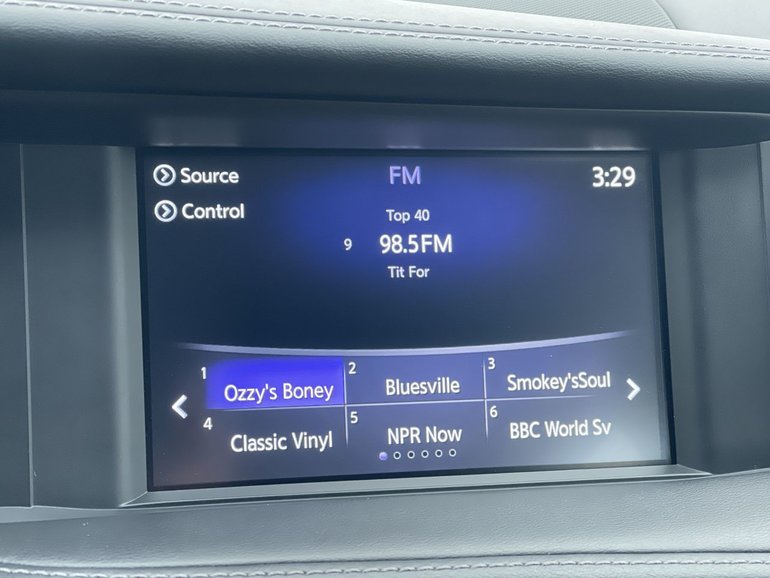 Source
FM
3:29
Control
Top 40
9 98.5FM
Tit For
1 Ozzy's Boney
2 Bluesville
3 Smokey'sSoul
4 Classic Vinyl
5 NPR Now
6 BBC World Sv